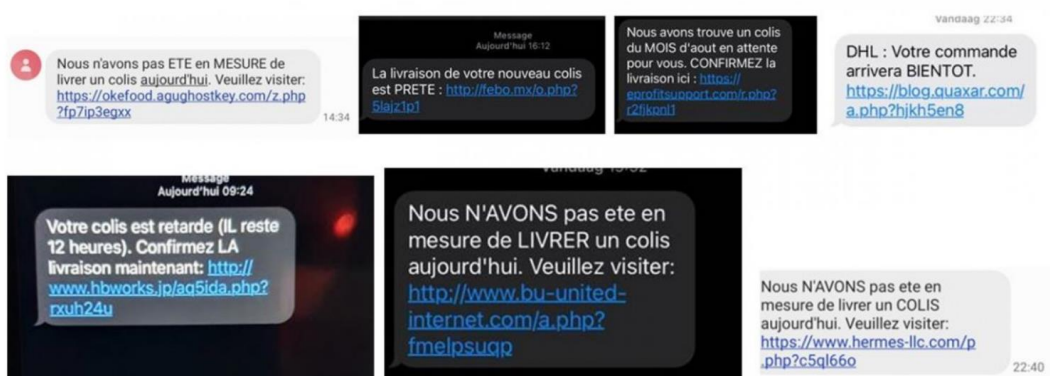 Nous n'avons pas ETE en MESURE de
livrer un colis aujourd'hui. Veuillez visiter:
https://okefood.agughostkey.com/z.php
?fp7ip3egxx
14:34
Message
Aujourd'hui 16:12
La livraison de votre nouveau colis
est PRETE : http://febo.mx/o.php?
5lajz1p1
Nous avons trouve un colis
du MOIS d'aout en attente
pour vous. CONFIRMEZ la
livraison ici : https://
eprofitsupport.com/r.php?
r2fjkpnl1
Vandaag 22:34
DHL : Votre commande
arrivera BIENTOT.
https://blog.quaxar.com/
a.php?hjkh5en8
Message
Aujourd'hui 09:24
Votre colis est retarde (IL reste
12 heures). Confirmez LA
livraison maintenant: http://
www.hbworks.jp/aq5ida.php?
rxuh24u
Nous N'AVONS pas ete en
mesure de LIVRER un colis
aujourd'hui. Veuillez visiter:
http://www.bu-united-
internet.com/a.php?
fmelpsuqp
Nous N'AVONS pas ete en
mesure de livrer un COLIS
aujourd'hui. Veuillez visiter:
https://www.hermes-llc.com/p
.php?c5ql66o
22:40